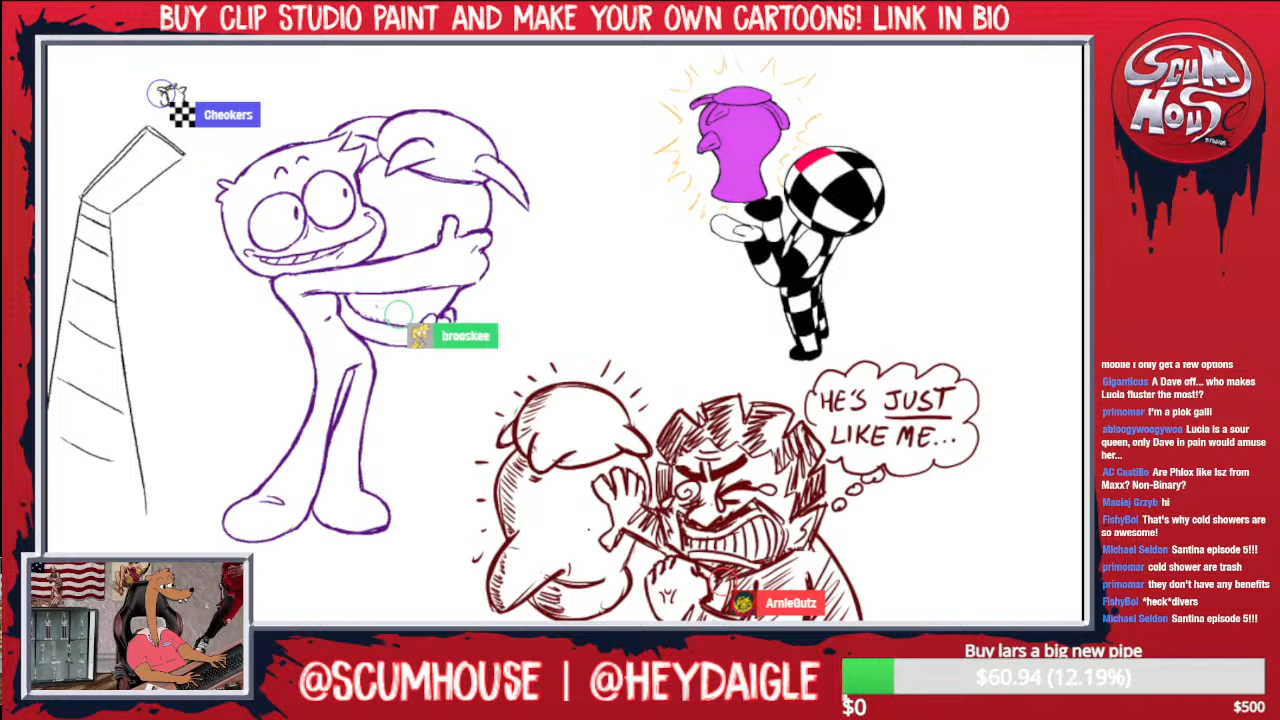 BUY CLIP STUDIO PAINT AND MAKE YOUR OWN CARTOONS! LINK IN BIO
SCUM
HOUSe
STUDIOS
Cheokers
brooskee
HE'S JUST
LIKE ME...
ArnieGutz
mobile I only get a few options
Giganticus A Dave off... who makes
Lucia fluster the most!?
primomar I'm a pick galli
abloogywoogywoo Lucia is a sour
queen, only Dave in pain would amuse
her...
AC Castillo Are Phlox like Isz from
Maxx? Non-Binary?
Maciej Grzyb hi
FishyBoi That's why cold showers are
so awesome!
Michael Seldon Santina episode 5!!!
primomar cold shower are trash
primomar they don't have any benefits
FishyBoi *heck*divers
Michael Seldon Santina episode 5!!!
@SCUMHOUSE | @HEYDAIGLE
Buy lars a big new pipe
$60.94 (12.19%)
$0
$500